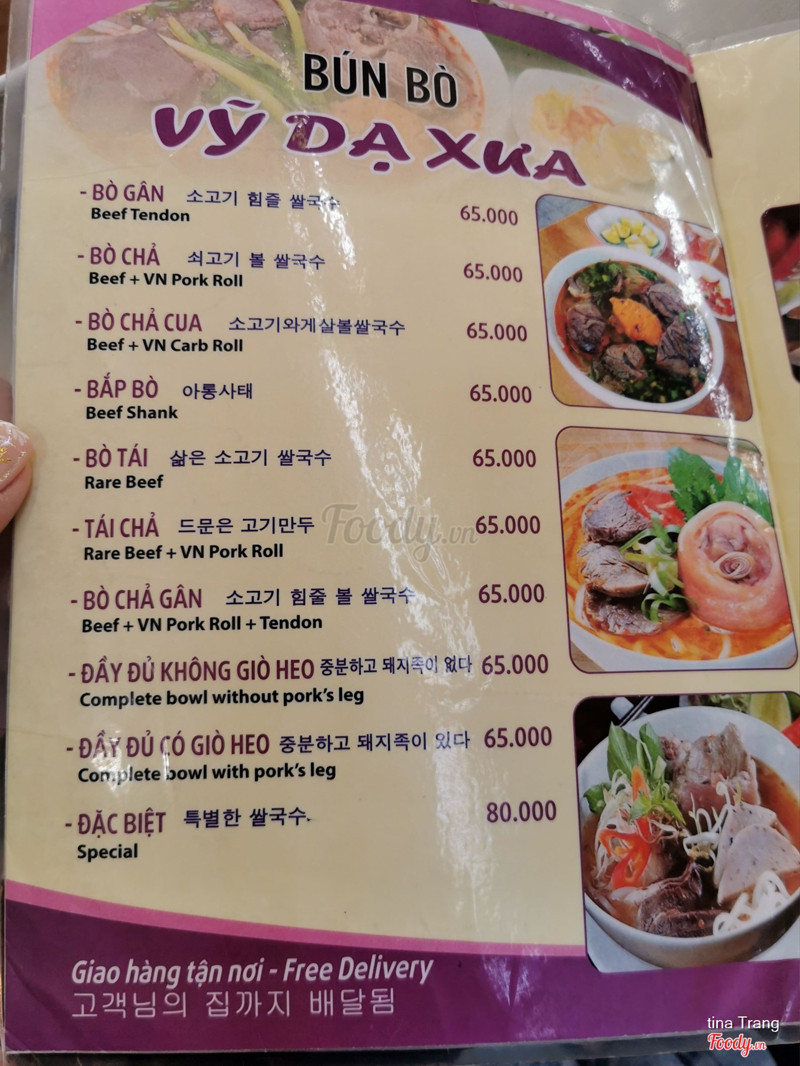 BÚN BÒ
VỸ DẠ XƯA
- BÒ GÂN 소고기 힘즐 쌀국수 65.000
Beef Tendon
- BÒ CHẢ 쇠고기 볼 쌀국수 65.000
Beef + VN Pork Roll
- BÒ CHẢ CUA 소고기와게살볼쌀국수 65.000
Beef + VN Carb Roll
- BẮP BÒ 아롱사태 65.000
Beef Shank
- BÒ TÁI 삶은 소고기 쌀국수 65.000
Rare Beef
- TÁI CHẢ 드문은 고기만두 65.000
Rare Beef + VN Pork Roll
- BÒ CHẢ GÂN 소고기 힘줄 볼 쌀국수 65.000
Beef + VN Pork Roll + Tendon
- ĐẦY ĐỦ KHÔNG GIÒ HEO 중분하고 돼지족이 없다 65.000
Complete bowl without pork's leg
- ĐẦY ĐỦ CÓ GIÒ HEO 중분하고 돼지족이 있다 65.000
Complete bowl with pork's leg
- ĐẶC BIỆT 특별한 쌀국수. 80.000
Special
Giao hàng tận nơi - Free Delivery
고객님의 집까지 배달됨
Foody.vn
tina Trang
Foody.vn